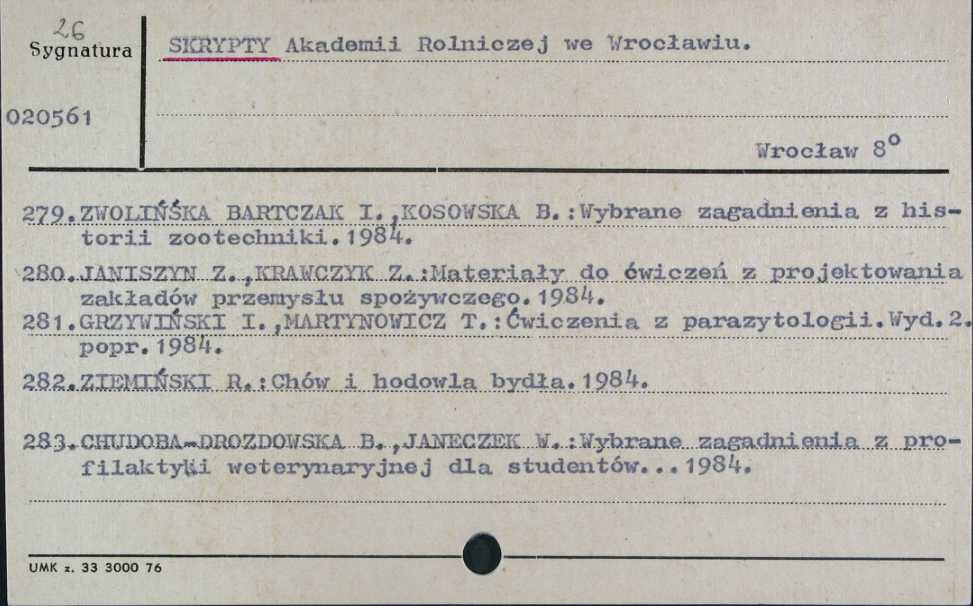 26
Sygnatura
SKRYPTY Akademii Rolniczej we Wrocławiu.
020561
Wrocław 8°
279.ZWOLIŃŚKA BARTCZAK I.,KOSOWSKA B.:Wybrane zagadnienia z his-
torii zootechniki.1984.
280.JANISZYN Z.,KRAWCZYK Z.:Materiały do ćwiczeń z projektowania
zakładów przemysłu spożywczego.1984.
281.GRZYWIŃSKI I.,MARTYNOWICZ T.:Ćwiczenia z parazytologii.Wyd.2.
popr.1984.
282.ZIEMIŃSKI R.:Chów i hodowla bydła.1984.
283.CHUDOBA-DROZDOWSKA B.,JANECZEK W.:Wybrane zagadnienia z pro-
filaktyki weterynaryjnej dla studentów...1984.
UMK z. 33 3000 76